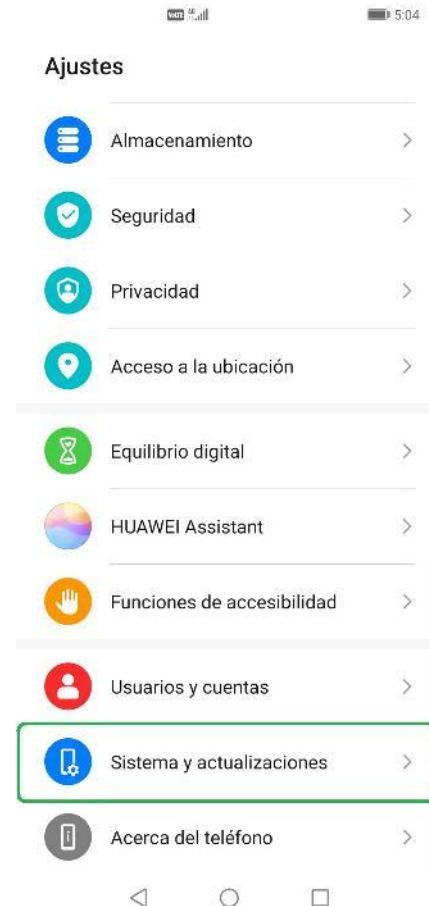 VoLTE 5:04
Ajustes
Almacenamiento
Seguridad
Privacidad
Acceso a la ubicación
Equilibrio digital
HUAWEI Assistant
Funciones de accesibilidad
Usuarios y cuentas
Sistema y actualizaciones
Acerca del teléfono